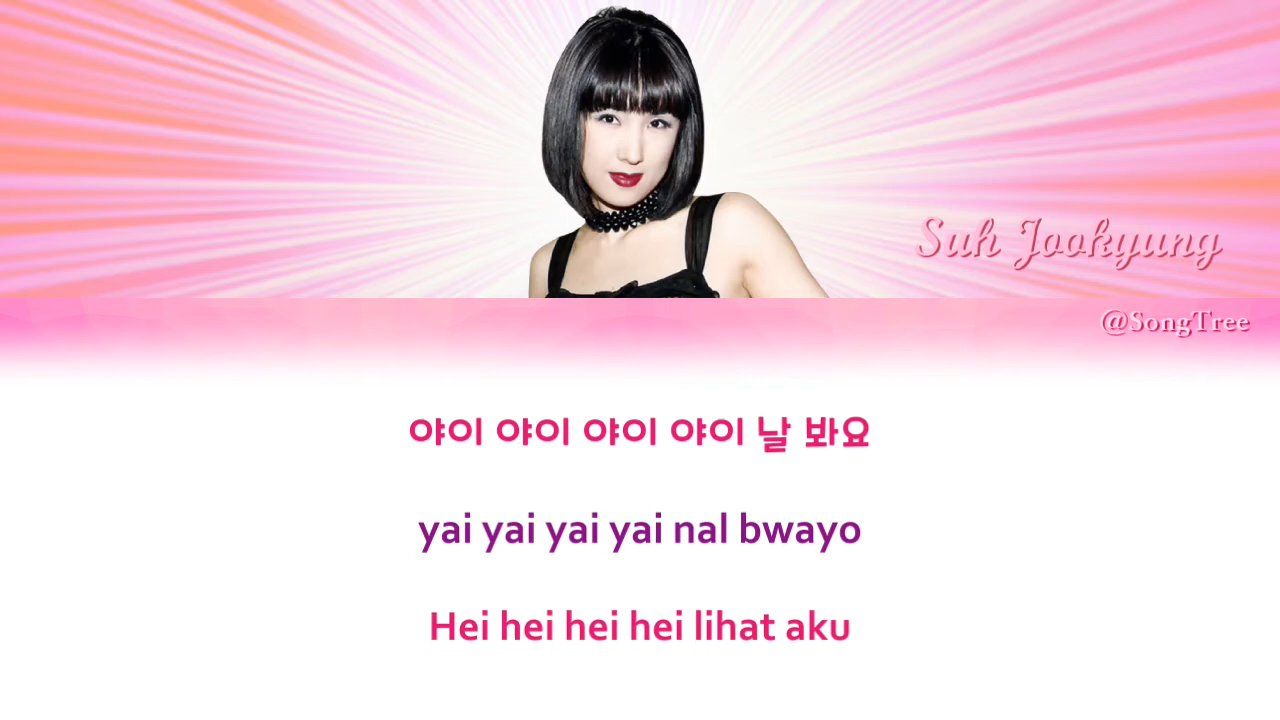 Suh Jookyung
@SongTree
야이 야이 야이 야이 날 봐요
yai yai yai yai nal bwayo
Hei hei hei hei lihat aku